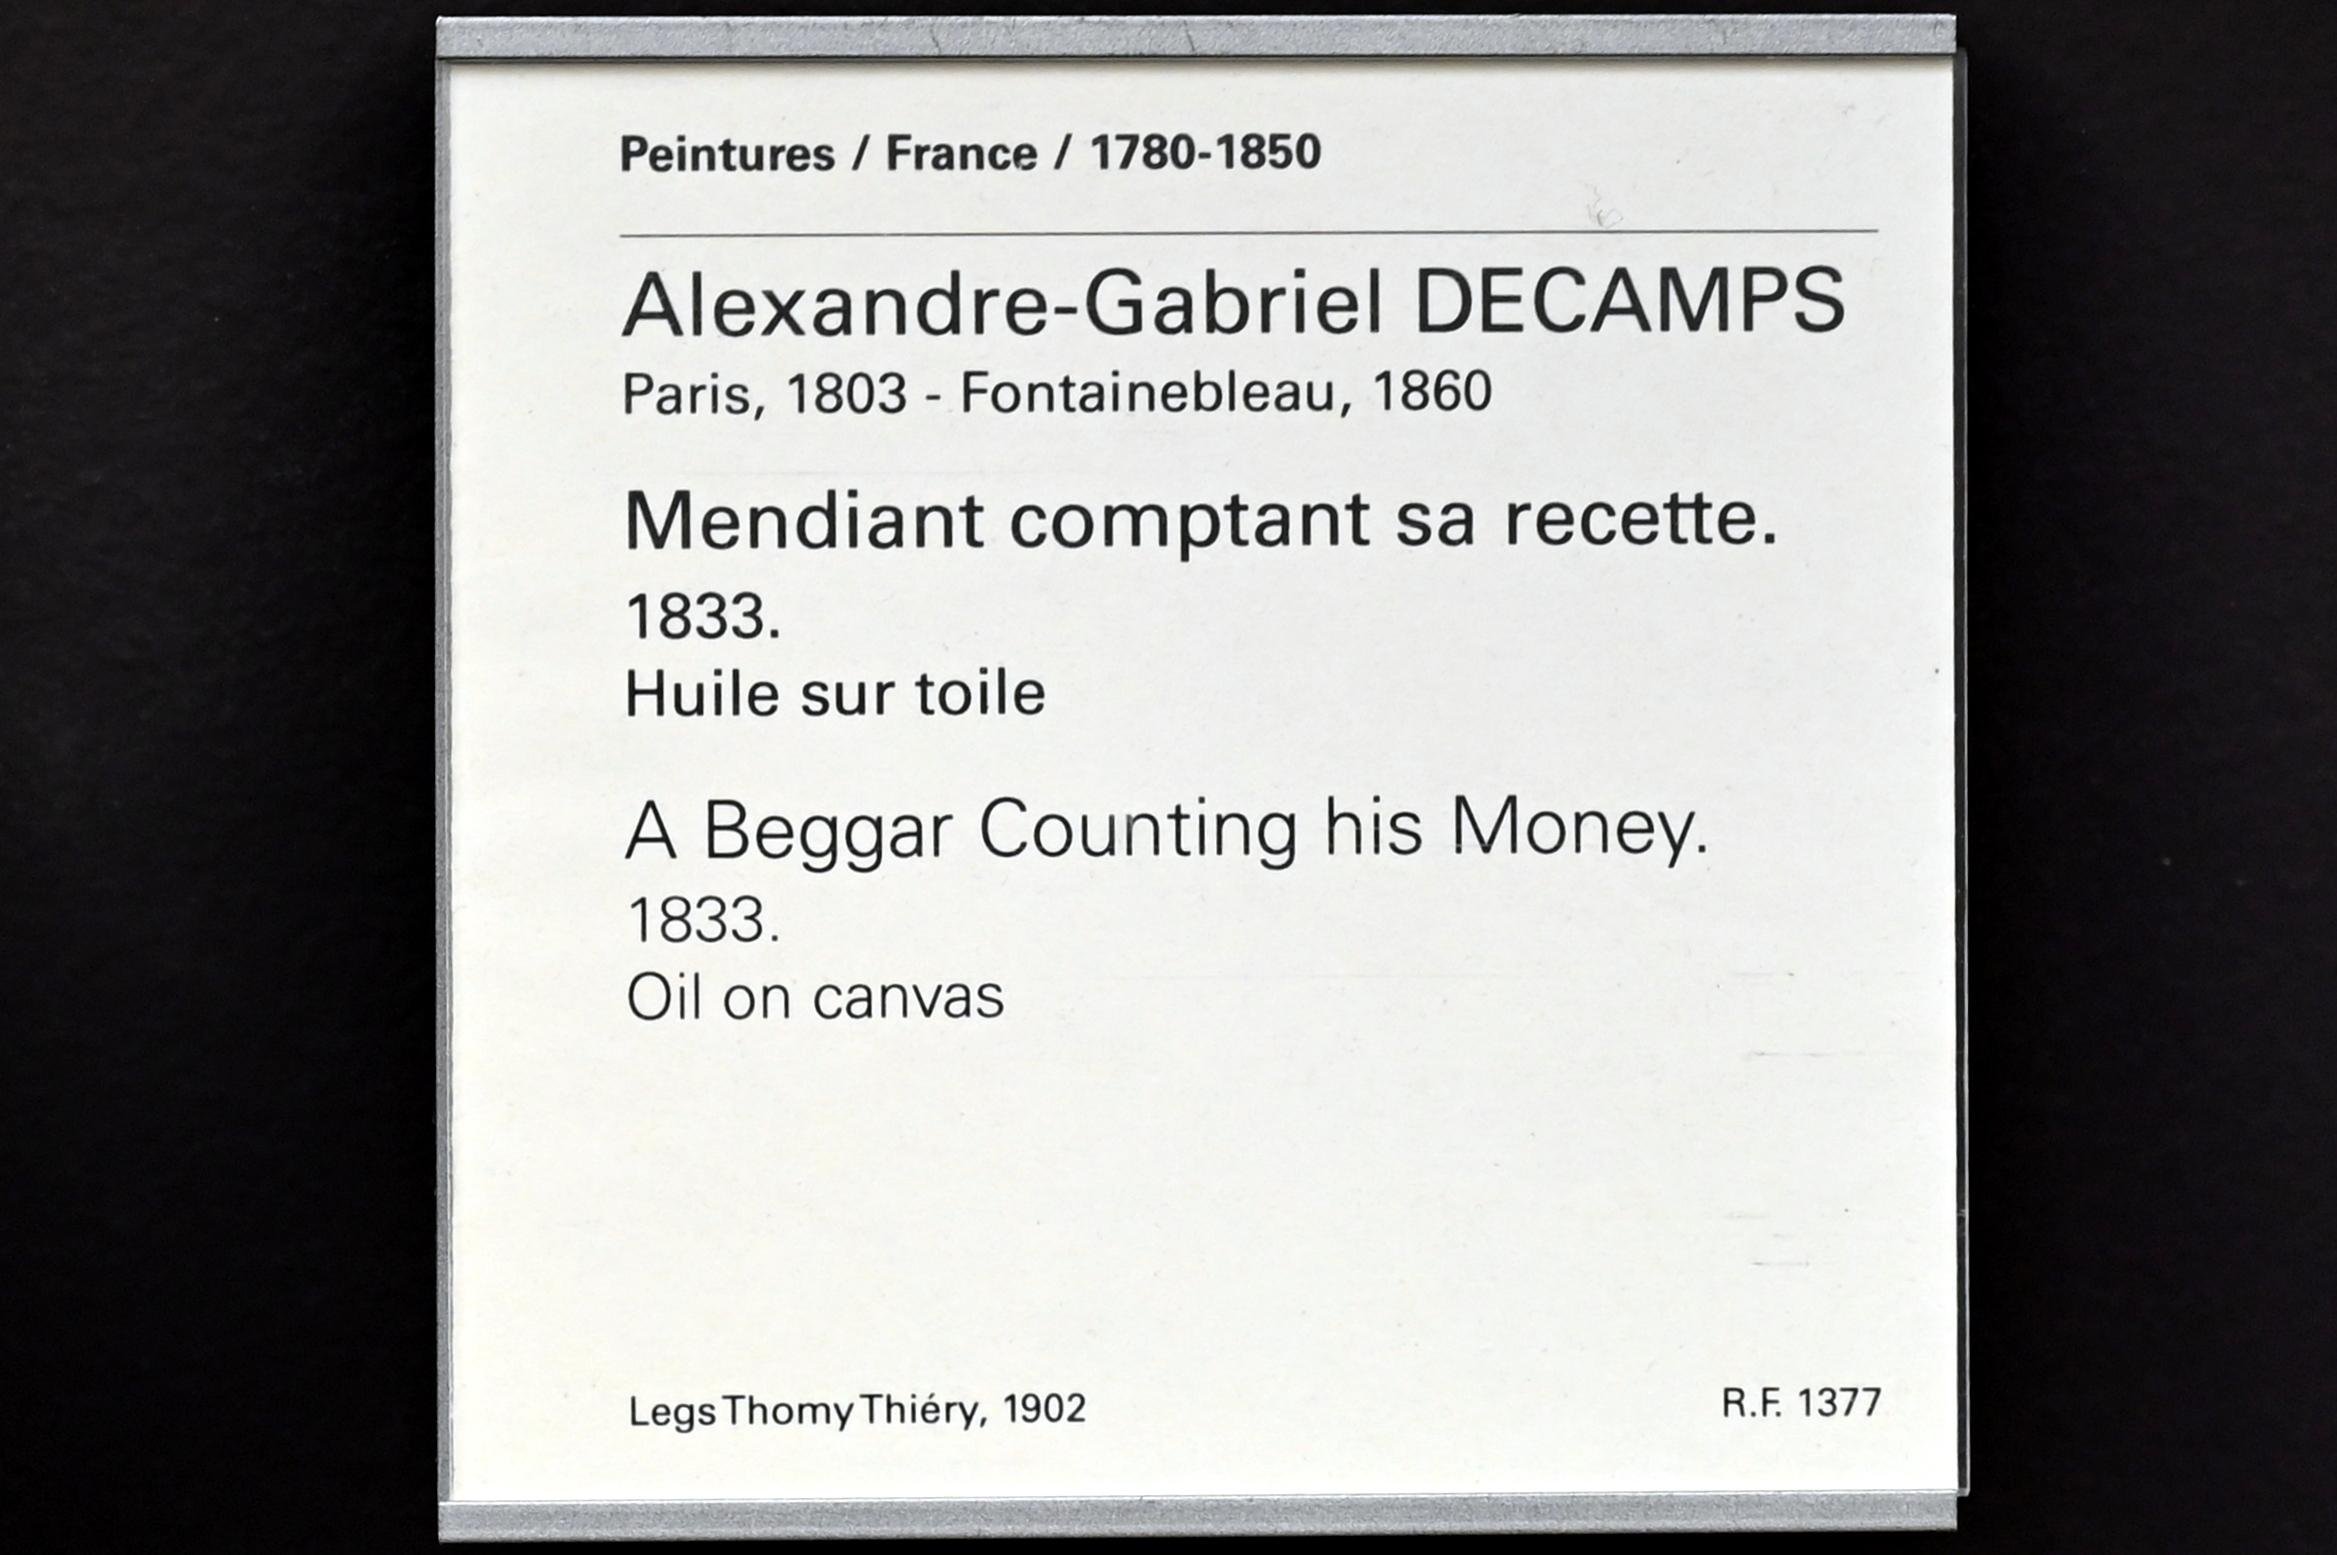 Peintures / France / 1780-1850
Alexandre-Gabriel DECAMPS
Paris, 1803 - Fontainebleau, 1860
Mendiant comptant sa recette.
1833.
Huile sur toile
A Beggar Counting his Money.
1833.
Oil on canvas
Legs Thomy Thiéry, 1902
R.F. 1377